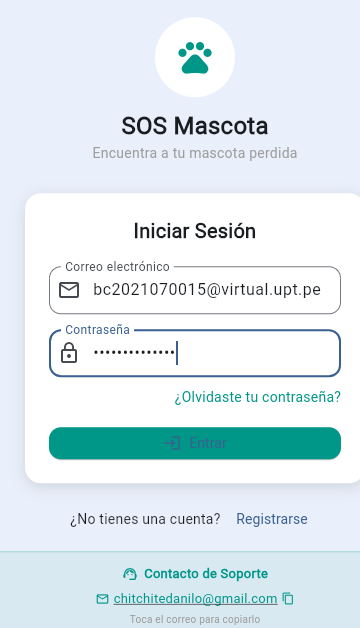 SOS Mascota
Encuentra a tu mascota perdida
Iniciar Sesión
Correo electrónico
bc2021070015@virtual.upt.pe
Contraseña
••••••••••••••
¿Olvidaste tu contraseña?
Entrar
¿No tienes una cuenta? Registrarse
Contacto de Soporte
chitchitedanilo@gmail.com
Toca el correo para copiarlo